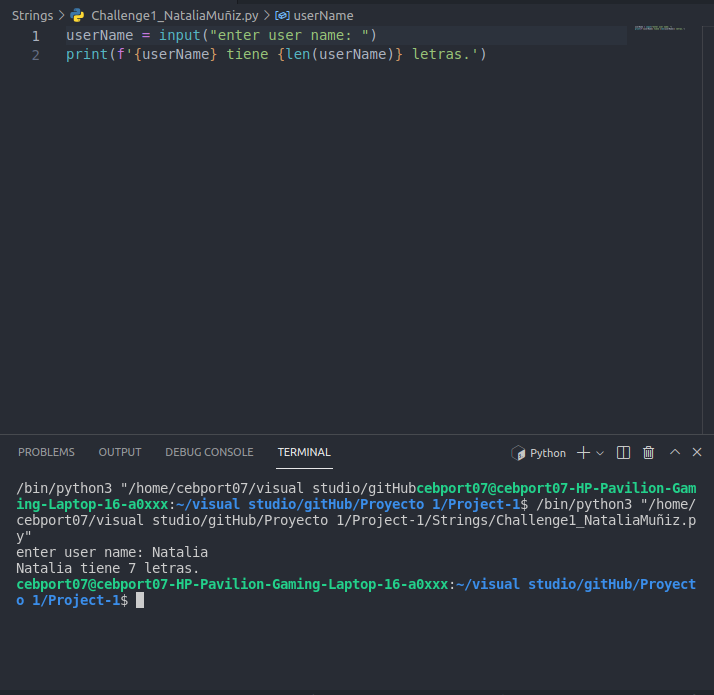 Strings > Challenge1_NataliaMuñiz.py > userName
1 userName = input("enter user name: ")
2 print(f'{userName} tiene {len(userName)} letras.')
PROBLEMS OUTPUT DEBUG CONSOLE TERMINAL Python
/bin/python3 "/home/cebport07/visual studio/gitHubcebport07@cebport07-HP-Pavilion-Gam
ing-Laptop-16-a0xxx:~/visual studio/gitHub/Proyecto 1/Project-1$ /bin/python3 "/home/
cebport07/visual studio/gitHub/Proyecto 1/Project-1/Strings/Challenge1_NataliaMuñiz.p
y"
enter user name: Natalia
Natalia tiene 7 letras.
cebport07@cebport07-HP-Pavilion-Gaming-Laptop-16-a0xxx:~/visual studio/gitHub/Proyect
o 1/Project-1$